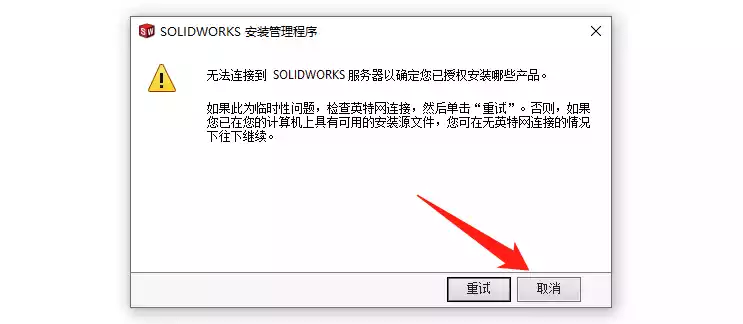 SW SOLIDWORKS 安装管理程序
无法连接到 SOLIDWORKS 服务器以确定您已授权安装哪些产品。
如果此为临时性问题，检查英特网连接，然后单击“重试”。否则，如果
您已在您的计算机上具有可用的安装源文件，您可在无英特网连接的情况
下往下继续。
重试 取消